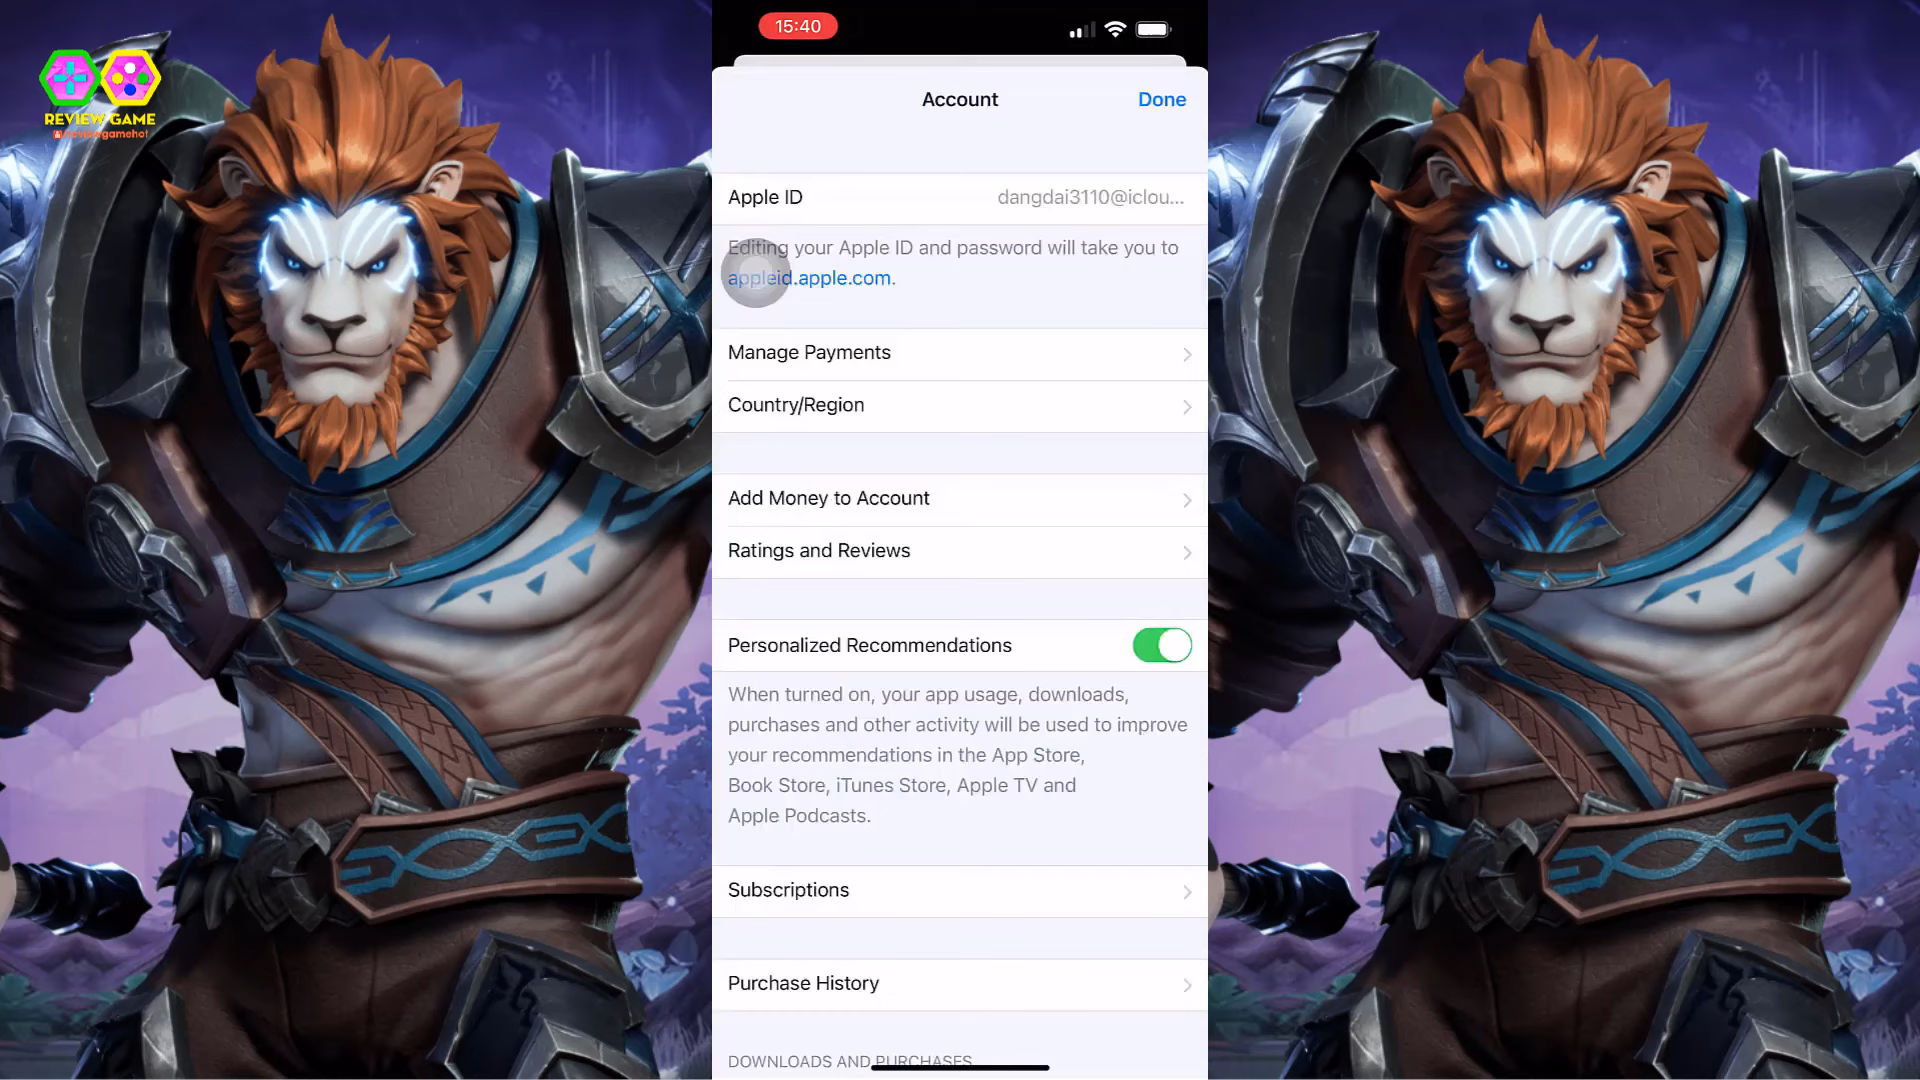 REVIEW GAME
15:40
Account
Done
Apple ID
dangdai3110@iclou...
Editing your Apple ID and password will take you to
appleid.apple.com.
Manage Payments
Country/Region
Add Money to Account
Ratings and Reviews
Personalized Recommendations
When turned on, your app usage, downloads,
purchases and other activity will be used to improve
your recommendations in the App Store,
Book Store, iTunes Store, Apple TV and
Apple Podcasts.
Subscriptions
Purchase History
DOWNLOADS AND PURCHASES